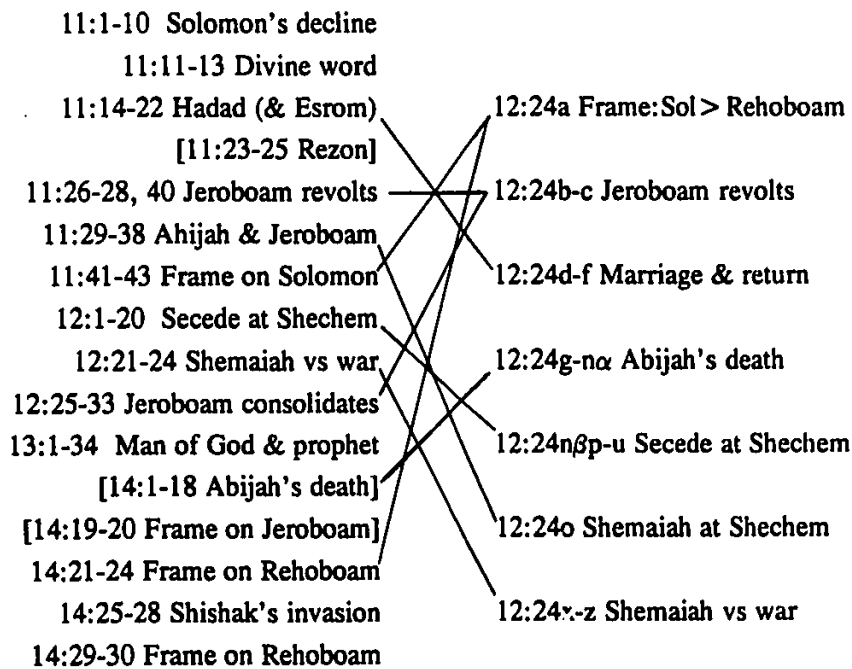 11:1-10 Solomon's decline
11:11-13 Divine word
11:14-22 Hadad (& Esrom)
[11:23-25 Rezon]
11:26-28, 40 Jeroboam revolts
11:29-38 Ahijah & Jeroboam
11:41-43 Frame on Solomon
12:1-20 Secede at Shechem
12:21-24 Shemaiah vs war
12:25-33 Jeroboam consolidates
13:1-34 Man of God & prophet
[14:1-18 Abijah's death]
[14:19-20 Frame on Jeroboam]
14:21-24 Frame on Rehoboam
14:25-28 Shishak's invasion
14:29-30 Frame on Rehoboam
12:24a Frame:Sol > Rehoboam
12:24b-c Jeroboam revolts
12:24d-f Marriage & return
12:24g-nα Abijah's death
12:24nβp-u Secede at Shechem
12:24o Shemaiah at Shechem
12:24x-z Shemaiah vs war